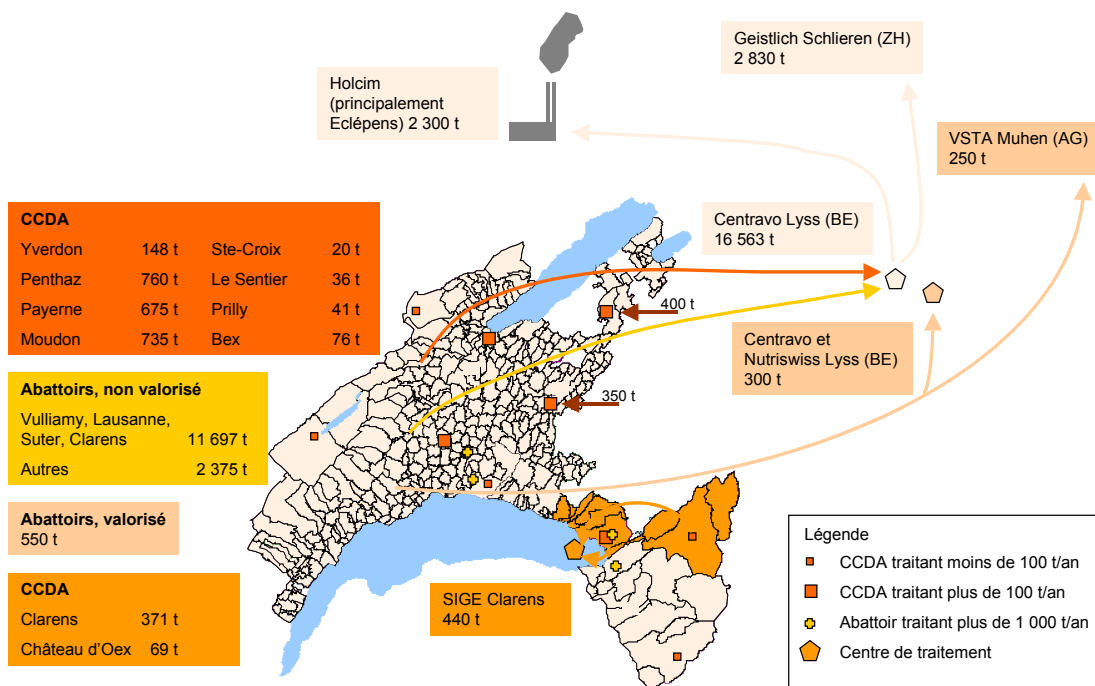 Geistlich Schlieren (ZH)
2 830 t
Holcim
(principalement
Eclépens) 2 300 t
VSTA Muhen (AG)
250 t
CCDA
Yverdon 148 t Ste-Croix 20 t
Penthaz 760 t Le Sentier 36 t
Payerne 675 t Prilly 41 t
Moudon 735 t Bex 76 t
Centravo Lyss (BE)
16 563 t
400 t
Centravo et
Nutriswiss Lyss (BE)
300 t
350 t
Abattoirs, non valorisé
Vulliamy, Lausanne,
Suter, Clarens 11 697 t
Autres 2 375 t
Abattoirs, valorisé
550 t
CCDA
Clarens 371 t
Château d'Oex 69 t
SIGE Clarens
440 t
Légende
CCDA traitant moins de 100 t/an
CCDA traitant plus de 100 t/an
Abattoir traitant plus de 1 000 t/an
Centre de traitement